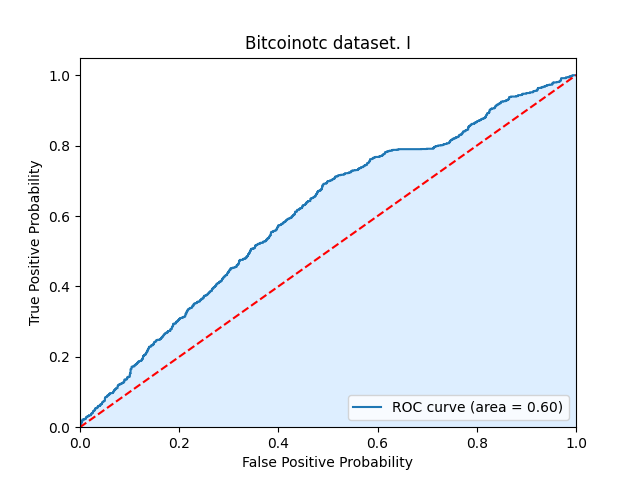 Bitcoinotc dataset. I
True Positive Probability
1.0
0.8
0.6
0.4
0.2
0.0
ROC curve (area = 0.60)
0.0 0.2 0.4 0.6 0.8 1.0
False Positive Probability